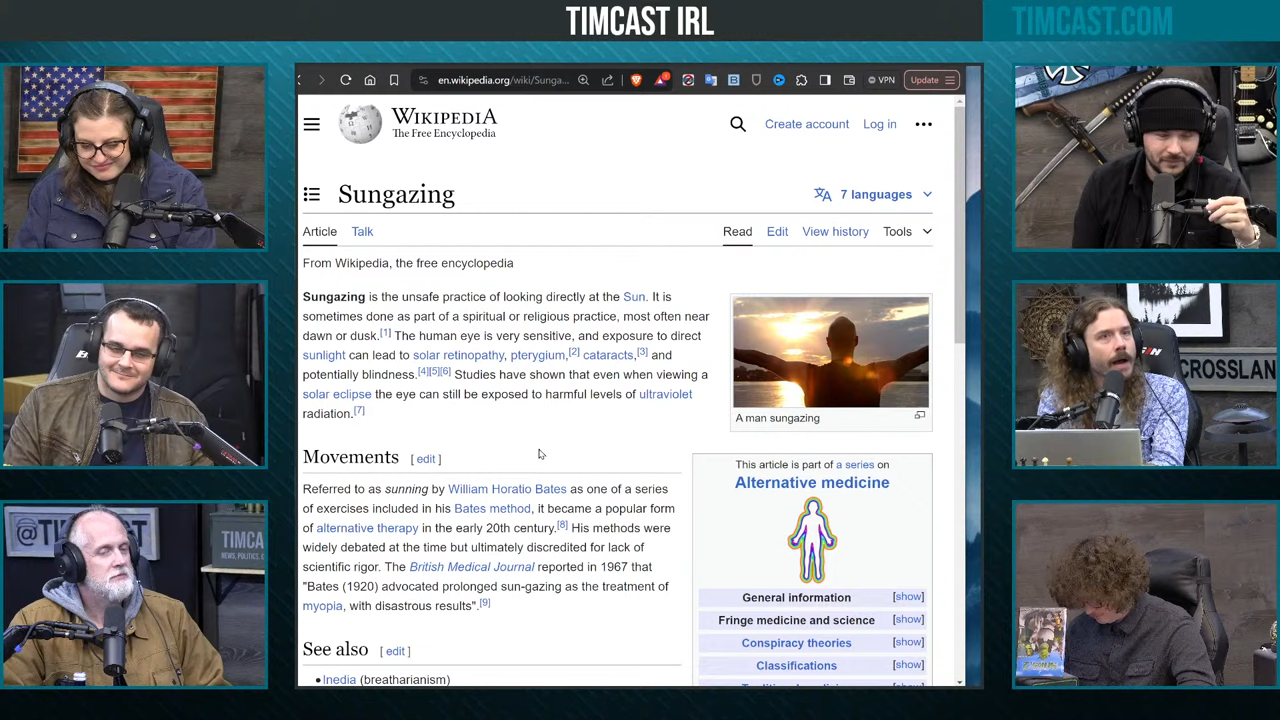 TIMCAST IRL
TIMCAST.COM
en.wikipedia.org/wiki/Sunga...
VPN
Update
WIKIPEDIA
The Free Encyclopedia
Create account
Log in
Sungazing
7 languages
Article
Talk
Read
Edit
View history
Tools
From Wikipedia, the free encyclopedia
Sungazing is the unsafe practice of looking directly at the Sun. It is
sometimes done as part of a spiritual or religious practice, most often near
dawn or dusk.[1] The human eye is very sensitive, and exposure to direct
sunlight can lead to solar retinopathy, pterygium,[2] cataracts,[3] and
potentially blindness.[4][5][6] Studies have shown that even when viewing a
solar eclipse the eye can still be exposed to harmful levels of ultraviolet
radiation.[7]
A man sungazing
Movements [ edit ]
Referred to as sunning by William Horatio Bates as one of a series
of exercises included in his Bates method, it became a popular form
of alternative therapy in the early 20th century.[8] His methods were
widely debated at the time but ultimately discredited for lack of
scientific rigor. The British Medical Journal reported in 1967 that
"Bates (1920) advocated prolonged sun-gazing as the treatment of
myopia, with disastrous results".[9]
See also [ edit ]
Inedia (breatharianism)
This article is part of a series on
Alternative medicine
General information [show]
Fringe medicine and science [show]
Conspiracy theories [show]
Classifications [show]
CROSSLAN
@TIMCAST
TIMCA